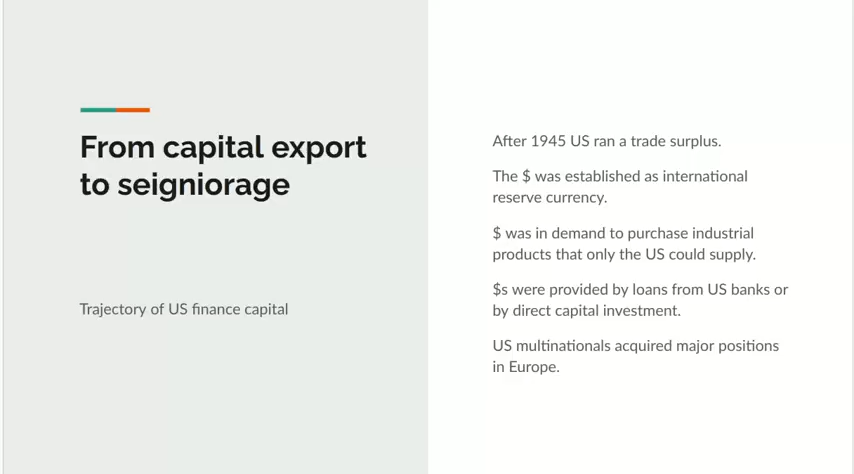 From capital export
to seigniorage
Trajectory of US finance capital
After 1945 US ran a trade surplus.
The $ was established as international
reserve currency.
$ was in demand to purchase industrial
products that only the US could supply.
$s were provided by loans from US banks or
by direct capital investment.
US multinationals acquired major positions
in Europe.